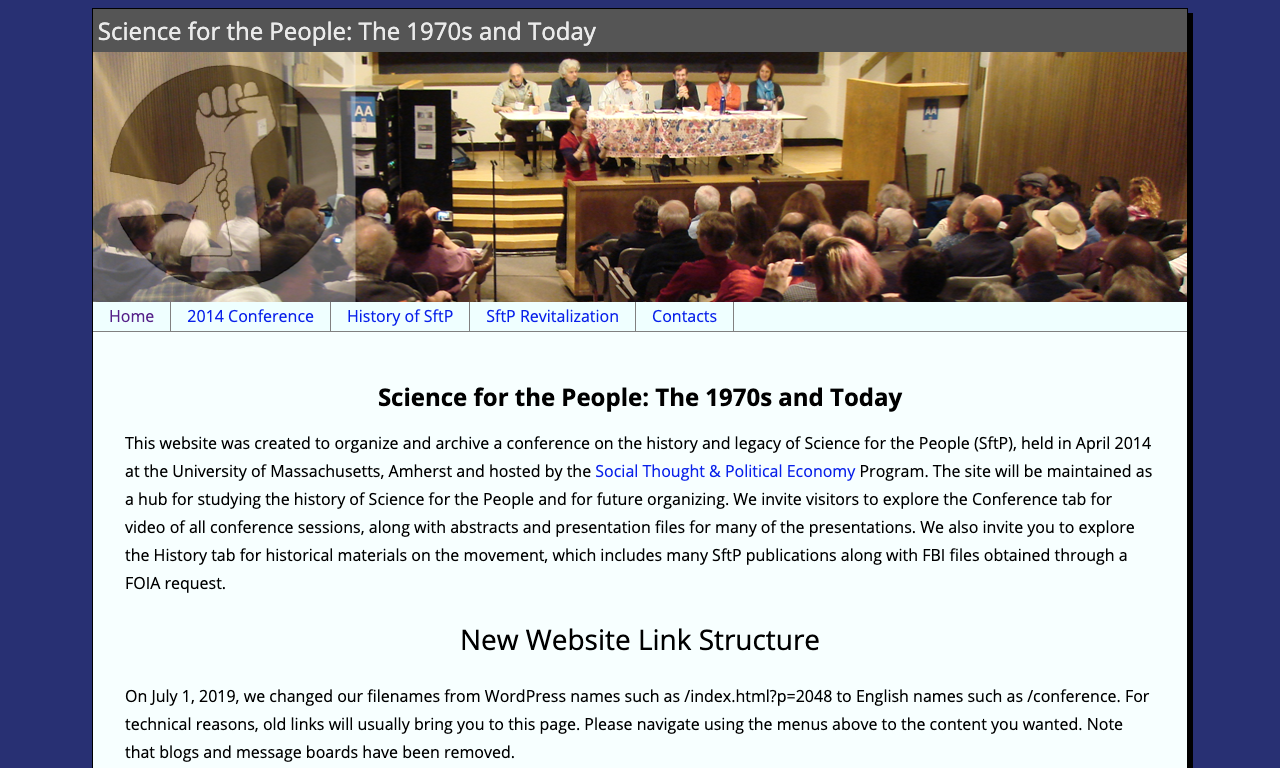 Science for the People: The 1970s and Today
AA
A
AA
Home
2014 Conference
History of SftP
SftP Revitalization
Contacts
Science for the People: The 1970s and Today
This website was created to organize and archive a conference on the history and legacy of Science for the People (SftP), held in April 2014
at the University of Massachusetts, Amherst and hosted by the Social Thought & Political Economy Program. The site will be maintained as
a hub for studying the history of Science for the People and for future organizing. We invite visitors to explore the Conference tab for
video of all conference sessions, along with abstracts and presentation files for many of the presentations. We also invite you to explore
the History tab for historical materials on the movement, which includes many SftP publications along with FBI files obtained through a
FOIA request.
New Website Link Structure
On July 1, 2019, we changed our filenames from WordPress names such as /index.html?p=2048 to English names such as /conference. For
technical reasons, old links will usually bring you to this page. Please navigate using the menus above to the content you wanted. Note
that blogs and message boards have been removed.